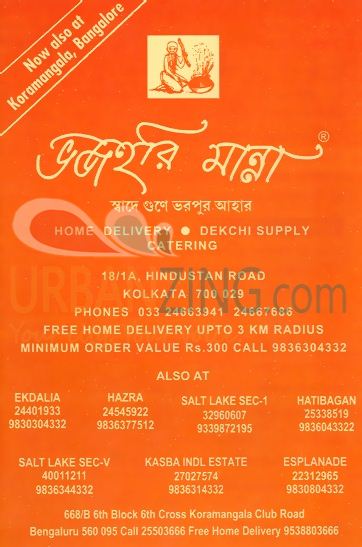 Now also at
Koramangala, Bangalore
ভজহরি মান্না ®
স্বাদে গুণে ভরপুর আহার
HOME DELIVERY ● DEKCHI SUPPLY
CATERING
URBANZING.com
18/1A, HINDUSTAN ROAD
KOLKATA 700 029
PHONES 033 24663941 24667686
FREE HOME DELIVERY UPTO 3 KM RADIUS
MINIMUM ORDER VALUE Rs.300 CALL 9836304332
ALSO AT
EKDALIA
24401933
9830304332
HAZRA
24545922
9836377512
SALT LAKE SEC-1
32960607
9339872195
HATIBAGAN
25338519
9836043322
SALT LAKE SEC-V
40011211
9836344332
KASBA INDL ESTATE
27027574
9836314332
ESPLANADE
22312965
9830804332
668/B 6th Block 6th Cross Koramangala Club Road
Bengaluru 560 095 Call 25503666 Free Home Delivery 9538803666